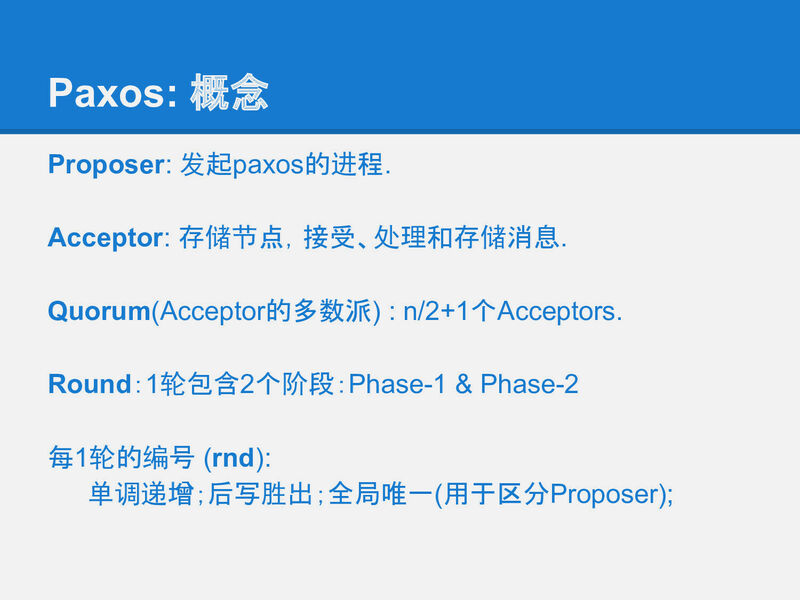 Paxos: 概念
Proposer: 发起paxos的进程.
Acceptor: 存储节点，接受、处理和存储消息.
Quorum(Acceptor的多数派) : n/2+1个Acceptors.
Round：1轮包含2个阶段：Phase-1 & Phase-2
每1轮的编号 (rnd):
单调递增；后写胜出；全局唯一(用于区分Proposer);